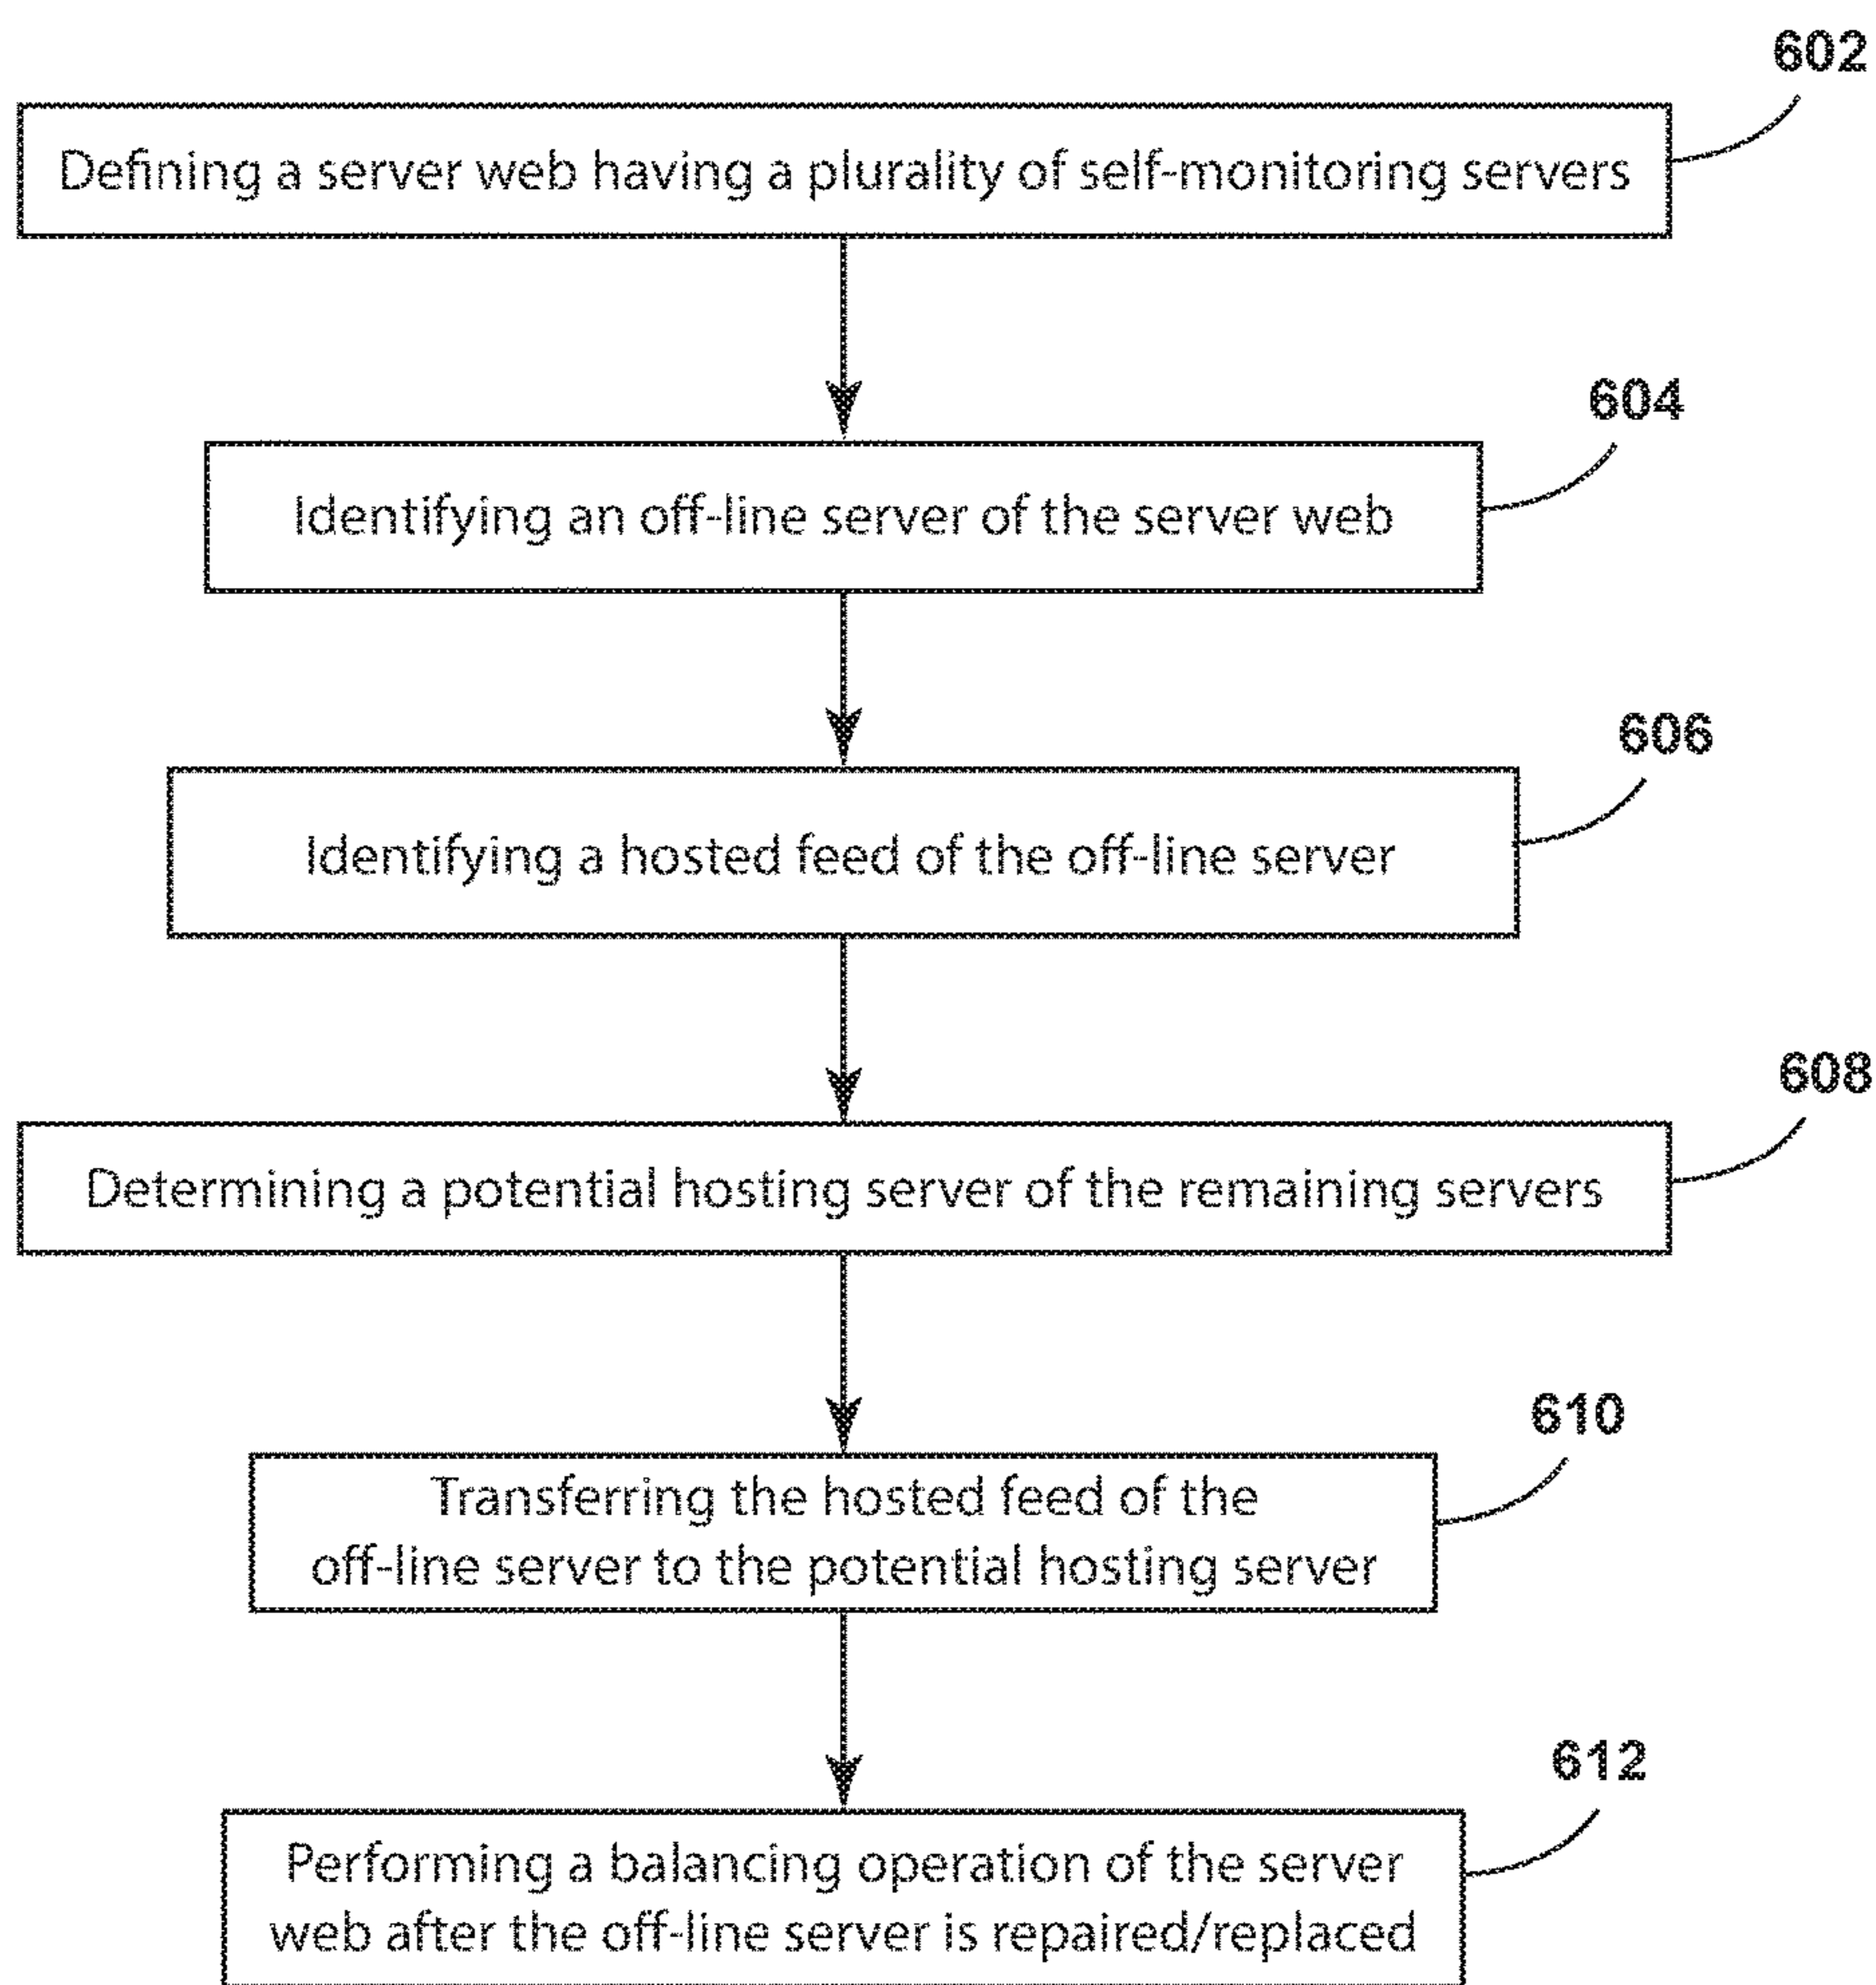 602
Defining a server web having a plurality of self-monitoring servers
604
Identifying an off-line server of the server web
606
Identifying a hosted feed of the off-line server
608
Determining a potential hosting server of the remaining servers
610
Transferring the hosted feed of the
off-line server to the potential hosting server
612
Performing a balancing operation of the server
web after the off-line server is repaired/replaced